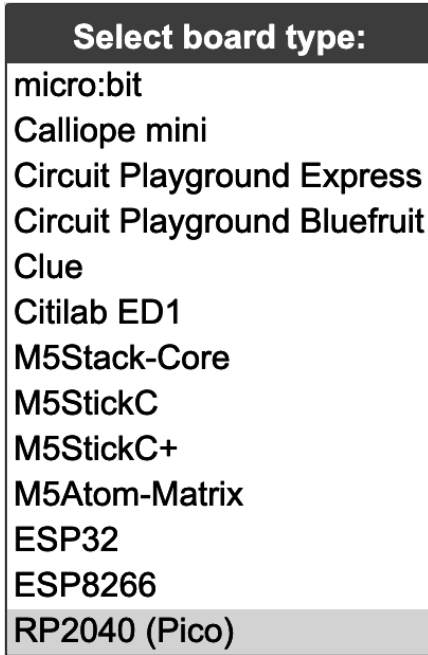 Select board type:
micro:bit
Calliope mini
Circuit Playground Express
Circuit Playground Bluefruit
Clue
Citilab ED1
M5Stack-Core
M5StickC
M5StickC+
M5Atom-Matrix
ESP32
ESP8266
RP2040 (Pico)